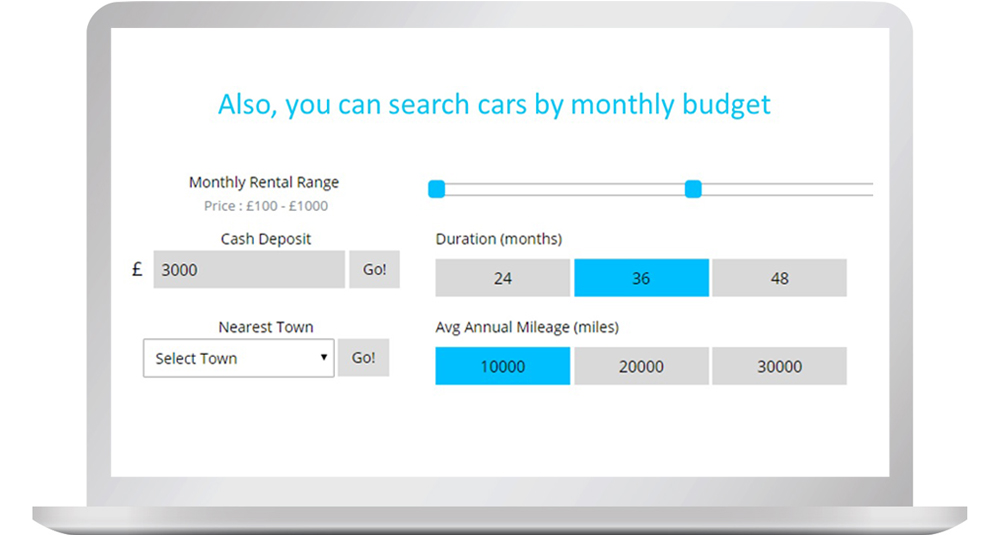 Also, you can search cars by monthly budget
Monthly Rental Range
Price : £100 - £1000
Cash Deposit
£ 3000 Go!
Nearest Town
Select Town Go!
Duration (months)
24 36 48
Avg Annual Mileage (miles)
10000 20000 30000